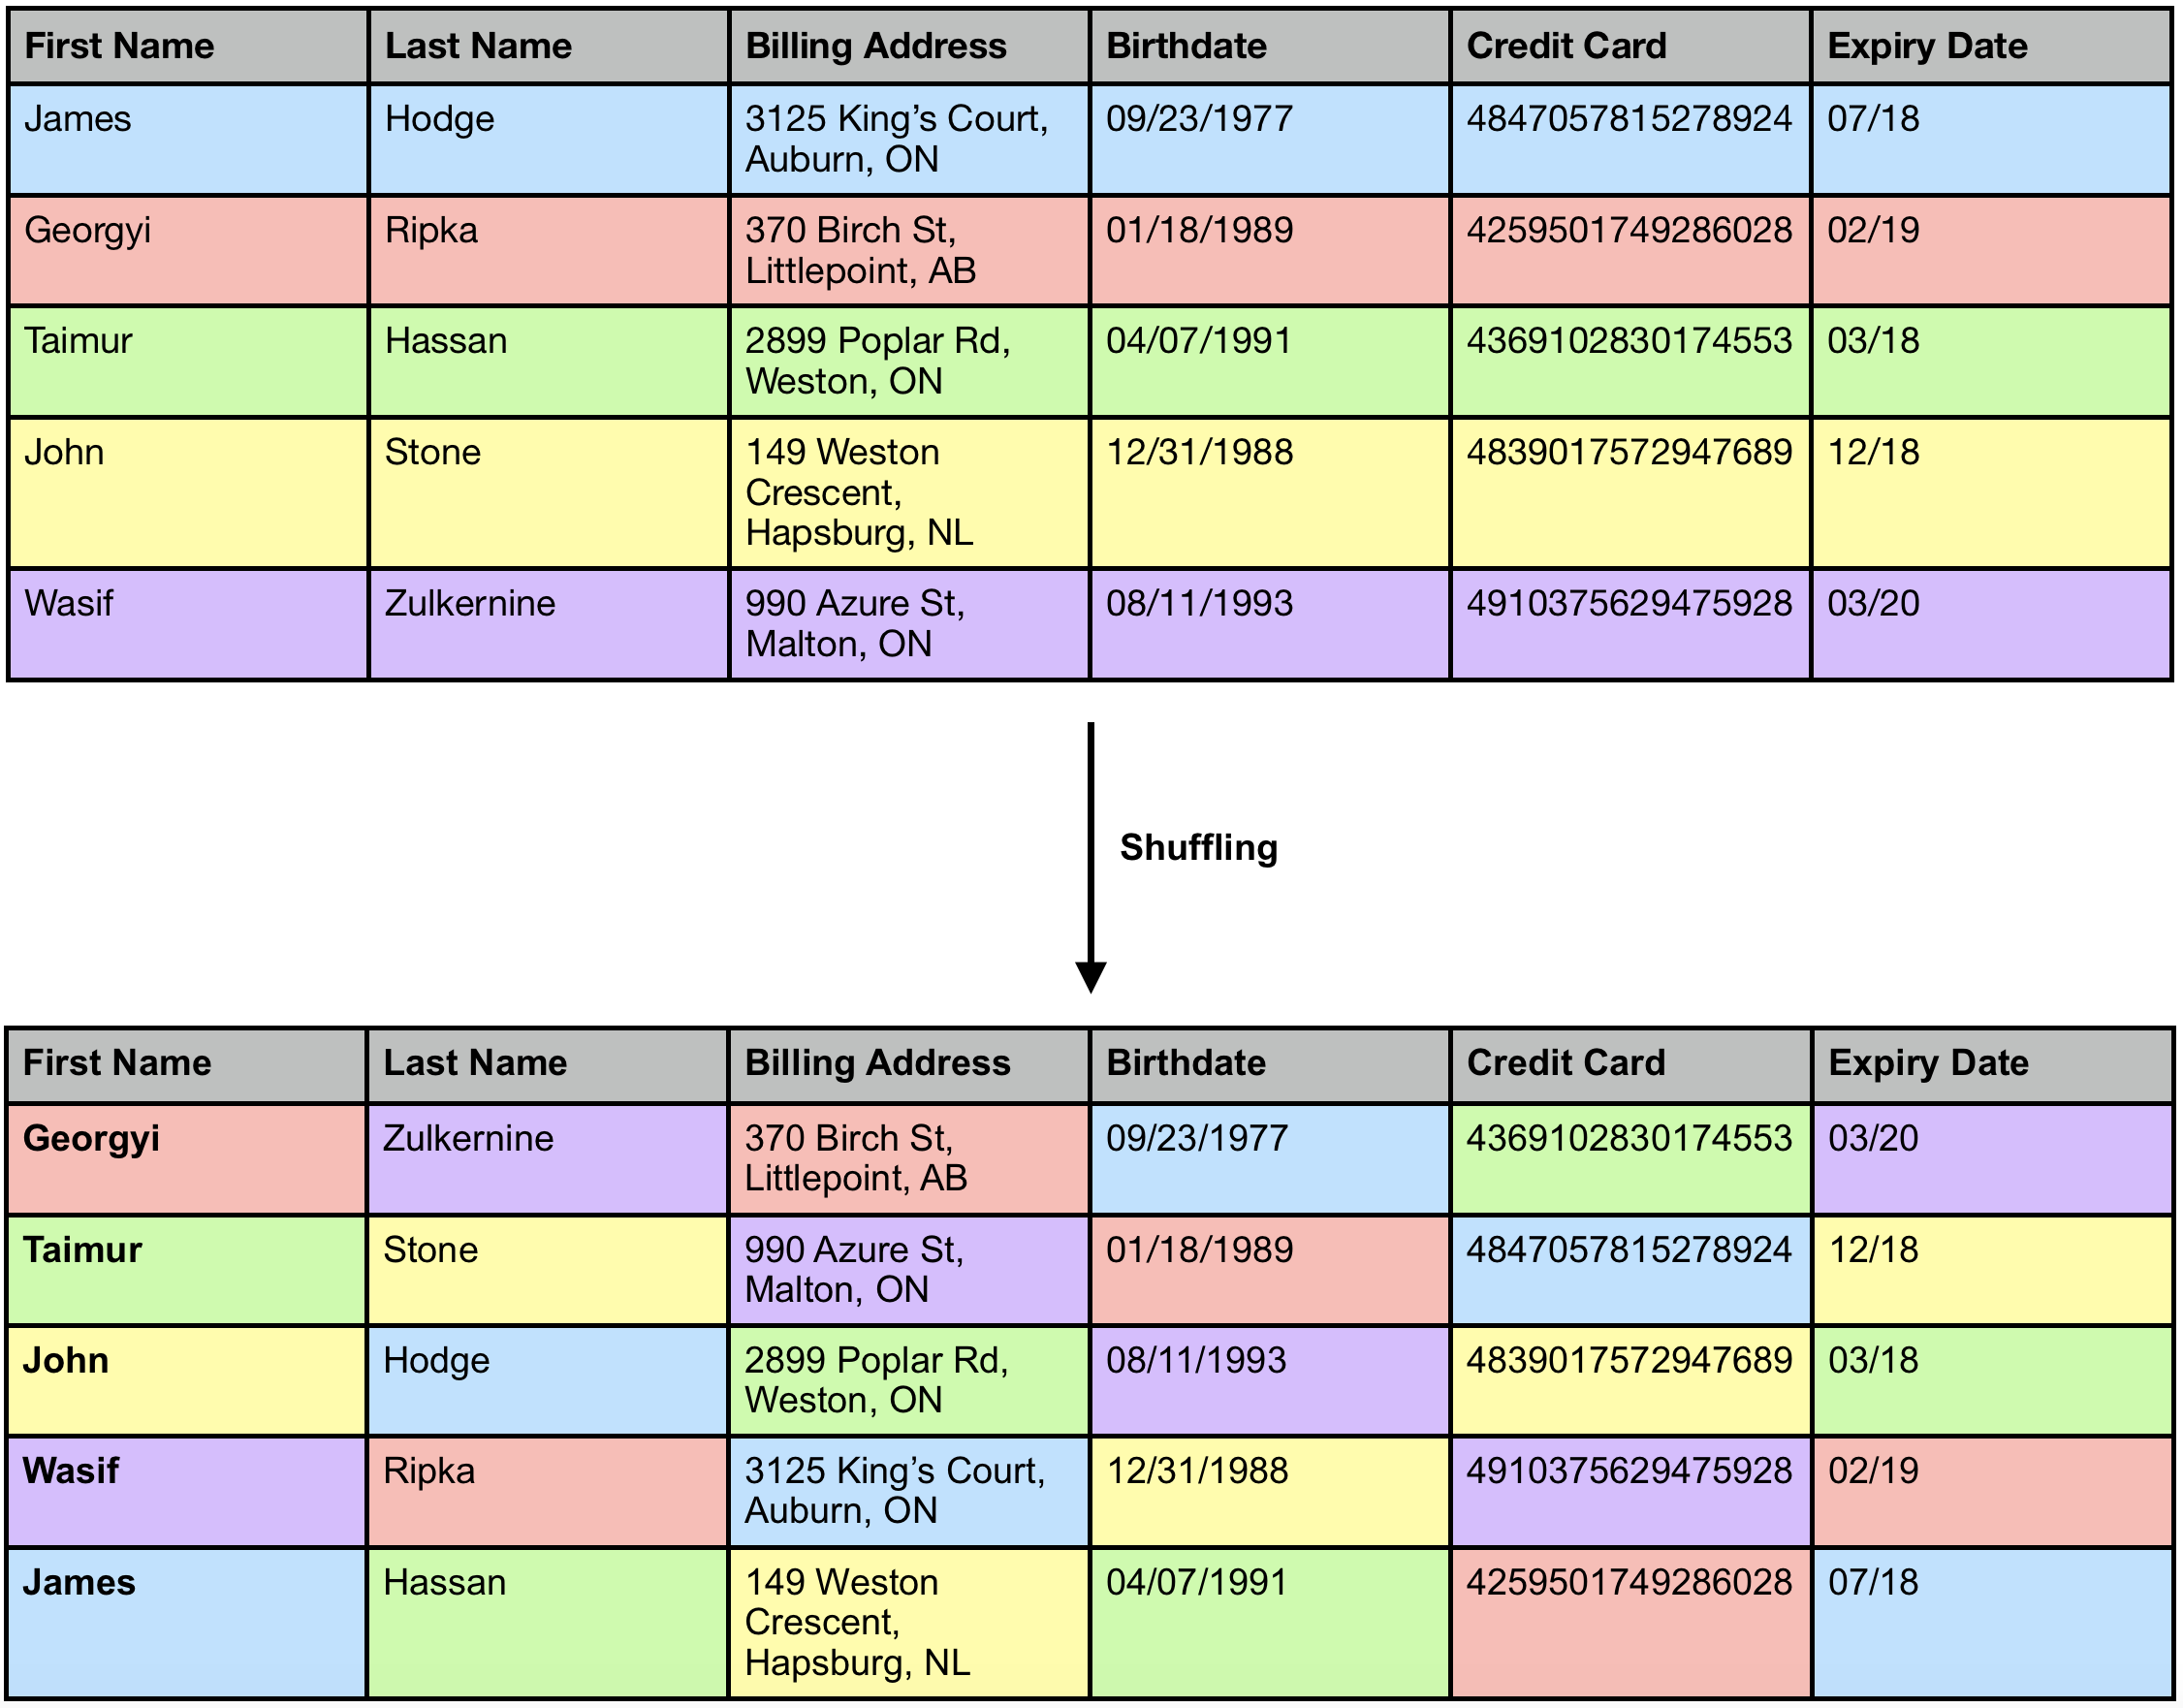 First Name Last Name Billing Address Birthdate Credit Card Expiry Date
James Hodge 3125 King’s Court, 09/23/1977 4847057815278924 07/18
Auburn, ON
Georgyi Ripka 370 Birch St, 01/18/1989 4259501749286028 02/19
Littlepoint, AB
Taimur Hassan 2899 Poplar Rd, 04/07/1991 4369102830174553 03/18
Weston, ON
John Stone 149 Weston 12/31/1988 4839017572947689 12/18
Crescent,
Hapsburg, NL
Wasif Zulkernine 990 Azure St, 08/11/1993 4910375629475928 03/20
Malton, ON
Shuffling
First Name Last Name Billing Address Birthdate Credit Card Expiry Date
Georgyi Zulkernine 370 Birch St, 09/23/1977 4369102830174553 03/20
Littlepoint, AB
Taimur Stone 990 Azure St, 01/18/1989 4847057815278924 12/18
Malton, ON
John Hodge 2899 Poplar Rd, 08/11/1993 4839017572947689 03/18
Weston, ON
Wasif Ripka 3125 King’s Court, 12/31/1988 4910375629475928 02/19
Auburn, ON
James Hassan 149 Weston 04/07/1991 4259501749286028 07/18
Crescent,
Hapsburg, NL